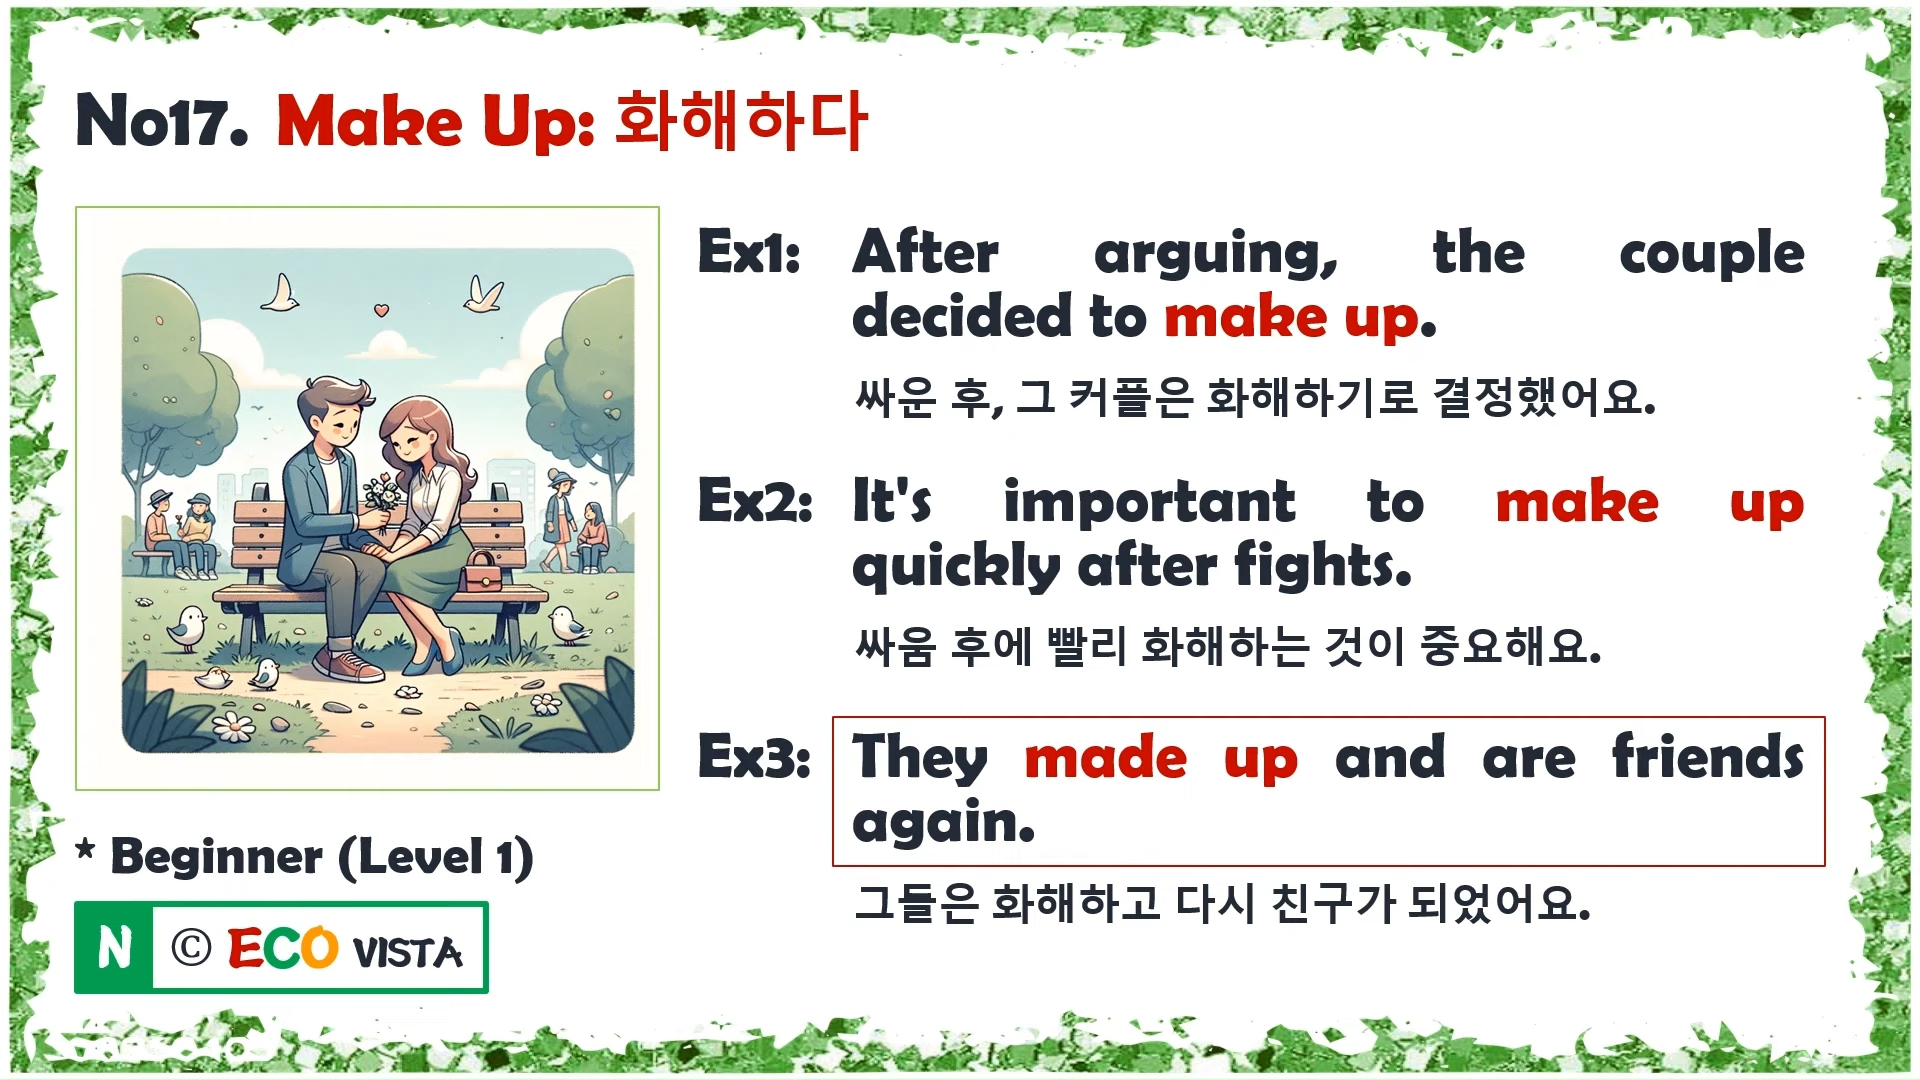 No17. Make Up: 화해하다
Ex1: After arguing, the couple
decided to make up.
싸운 후, 그 커플은 화해하기로 결정했어요.
Ex2: It's important to make up
quickly after fights.
싸움 후에 빨리 화해하는 것이 중요해요.
Ex3: They made up and are friends
again.
그들은 화해하고 다시 친구가 되었어요.
* Beginner (Level 1)
N © ECO VISTA